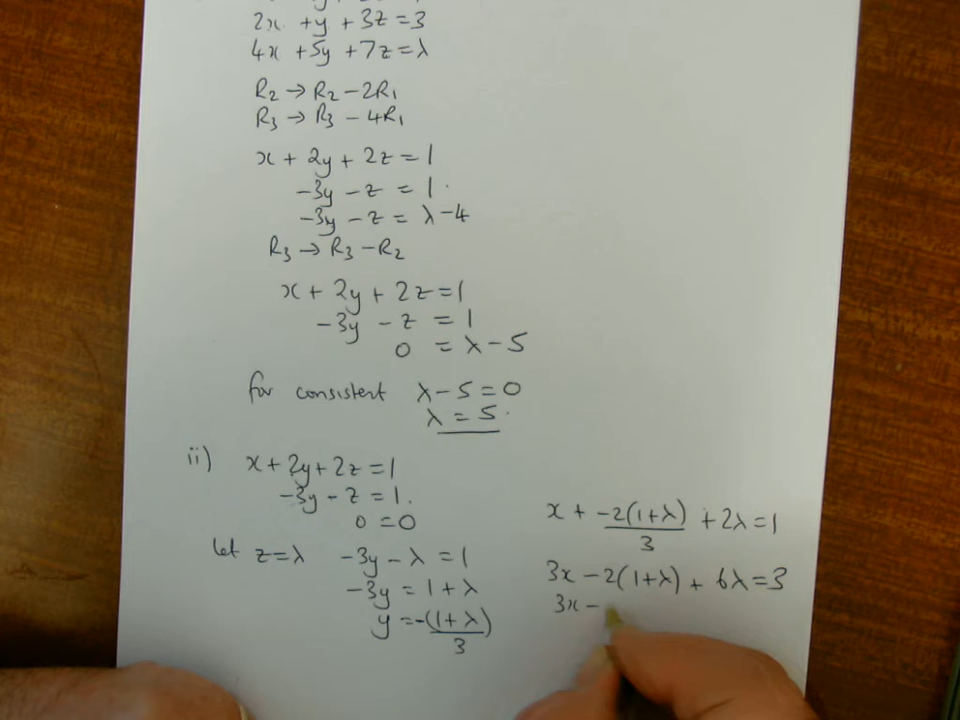 2x + y + 3z = 3
4x + 5y + 7z = λ
R₂ → R₂ - 2R₁
R₃ → R₃ - 4R₁
x + 2y + 2z = 1
-3y - z = 1.
-3y - z = λ - 4
R₃ → R₃ - R₂
x + 2y + 2z = 1
-3y - z = 1
0 = λ - 5
for consistent λ - 5 = 0
λ = 5.
ii) x + 2y + 2z = 1
-3y - z = 1.
0 = 0
let z = λ -3y - λ = 1
-3y = 1 + λ
y = -(1 + λ)/3
x + -2(1+λ)/3 + 2λ = 1
3x - 2(1+λ) + 6λ = 3
3x -